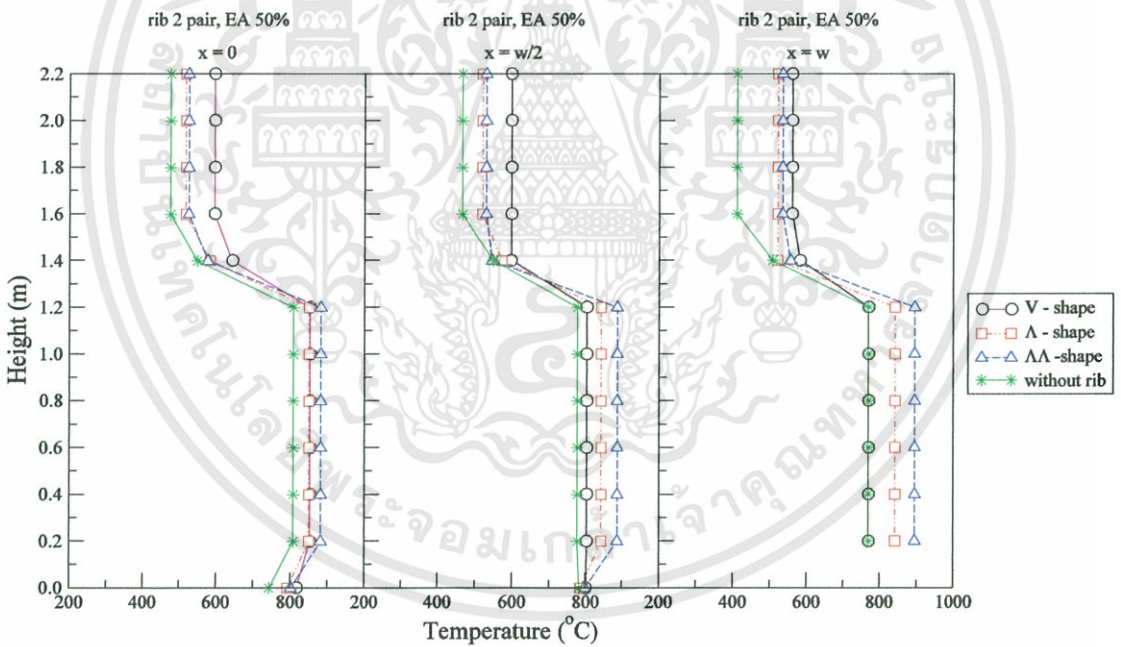 rib 2 pair, EA 50% rib 2 pair, EA 50% rib 2 pair, EA 50%
x = 0 x = w/2 x = w
2.2
2.0
1.8
1.6
1.4
1.2
1.0
0.8
0.6
0.4
0.2
0.0
Height (m)
200 400 600 800 200 400 600 800 200 400 600 800 1000
Temperature (°C)
V - shape
Λ - shape
ΛΛ -shape
without rib